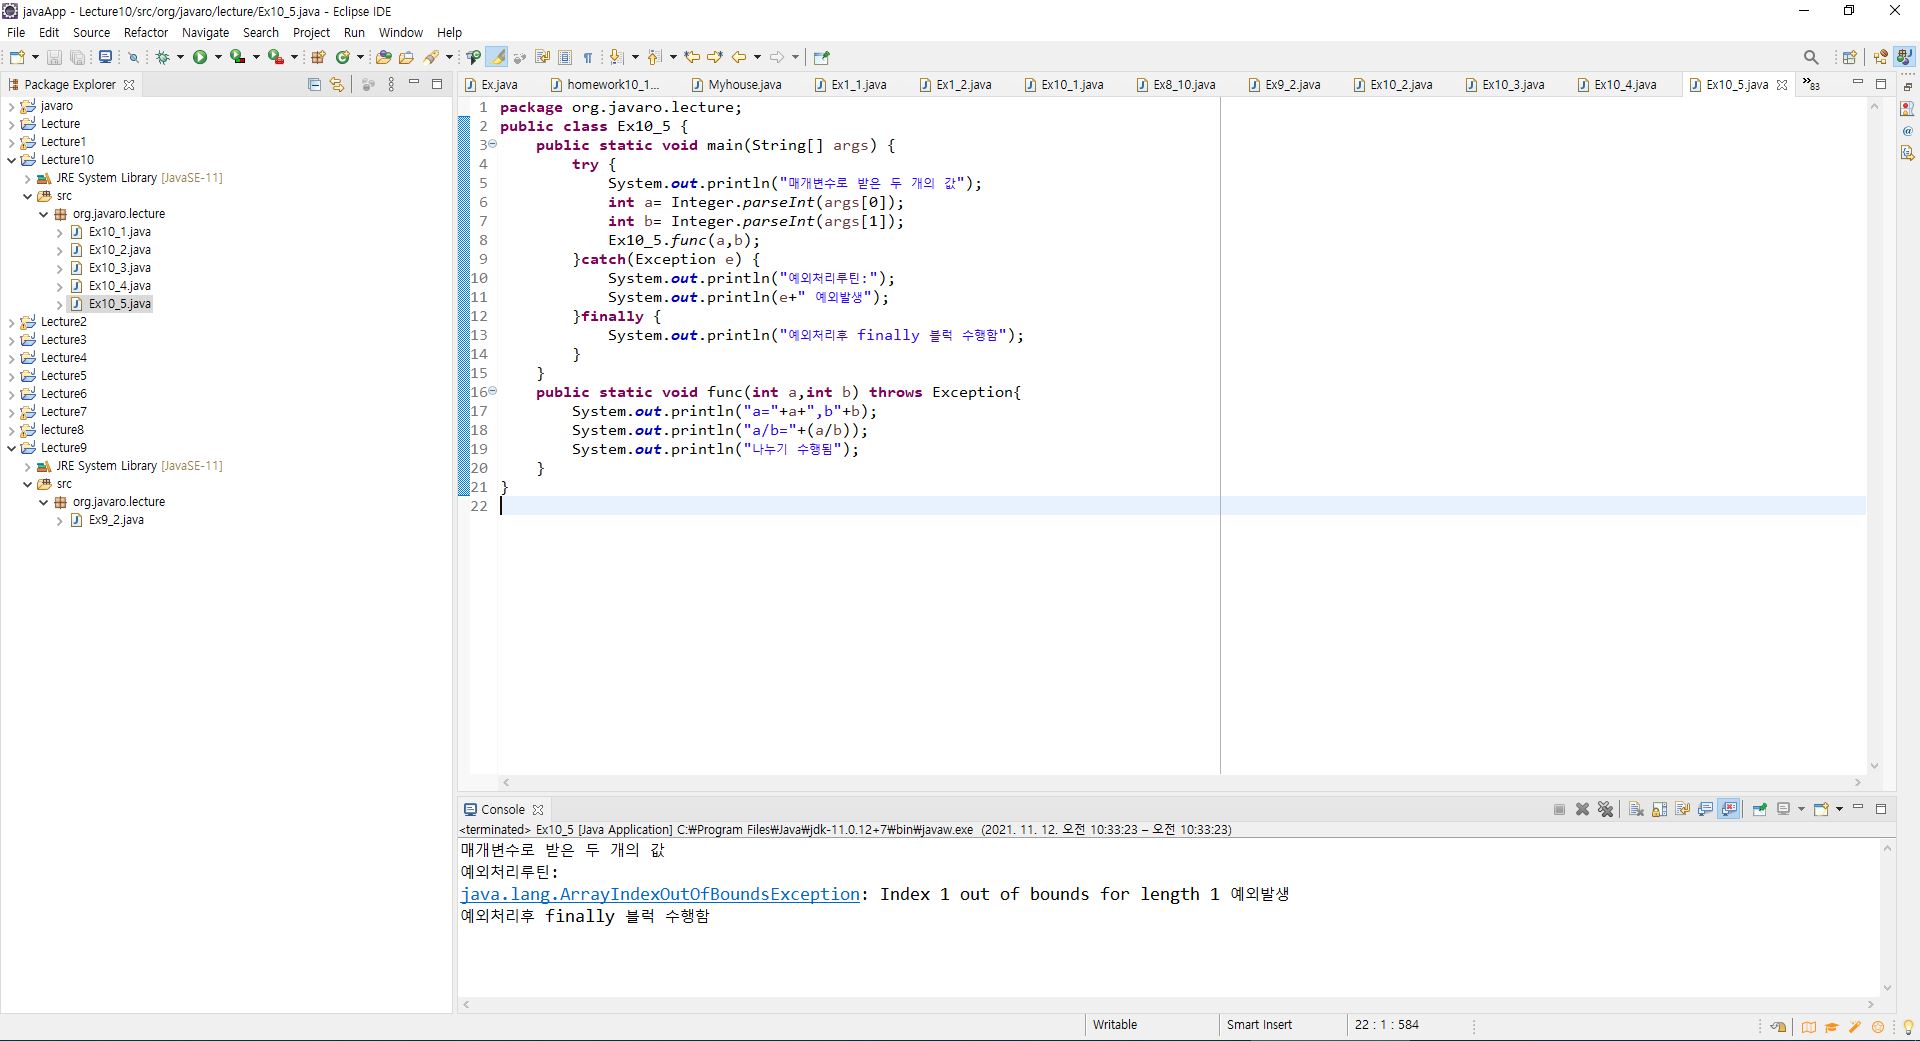 javaApp - Lecture10/src/org/javaro/lecture/Ex10_5.java - Eclipse IDE
File Edit Source Refactor Navigate Search Project Run Window Help
Package Explorer
javaro
Lecture
Lecture1
Lecture10
JRE System Library [JavaSE-11]
src
org.javaro.lecture
Ex10_1.java
Ex10_2.java
Ex10_3.java
Ex10_4.java
Ex10_5.java
Lecture2
Lecture3
Lecture4
Lecture5
Lecture6
Lecture7
lecture8
Lecture9
JRE System Library [JavaSE-11]
src
org.javaro.lecture
Ex9_2.java
Ex.java homework10_1... Myhouse.java Ex1_1.java Ex1_2.java Ex10_1.java Ex8_10.java Ex9_2.java Ex10_2.java Ex10_3.java Ex10_4.java Ex10_5.java »83
1 package org.javaro.lecture;
2 public class Ex10_5 {
3 public static void main(String[] args) {
4 try {
5 System.out.println("매개변수로 받은 두 개의 값");
6 int a= Integer.parseInt(args[0]);
7 int b= Integer.parseInt(args[1]);
8 Ex10_5.func(a,b);
9 }catch(Exception e) {
10 System.out.println("예외처리루틴:");
11 System.out.println(e+" 예외발생");
12 }finally {
13 System.out.println("예외처리후 finally 블럭 수행함");
14 }
15 }
16 public static void func(int a,int b) throws Exception{
17 System.out.println("a="+a+",b"+b);
18 System.out.println("a/b="+(a/b));
19 System.out.println("나누기 수행됨");
20 }
21 }
22
Console
<terminated> Ex10_5 [Java Application] C:₩Program Files₩Java₩jdk-11.0.12+7₩bin₩javaw.exe (2021. 11. 12. 오전 10:33:23 – 오전 10:33:23)
매개변수로 받은 두 개의 값
예외처리루틴:
java.lang.ArrayIndexOutOfBoundsException: Index 1 out of bounds for length 1 예외발생
예외처리후 finally 블럭 수행함
Writable Smart Insert 22 : 1 : 584